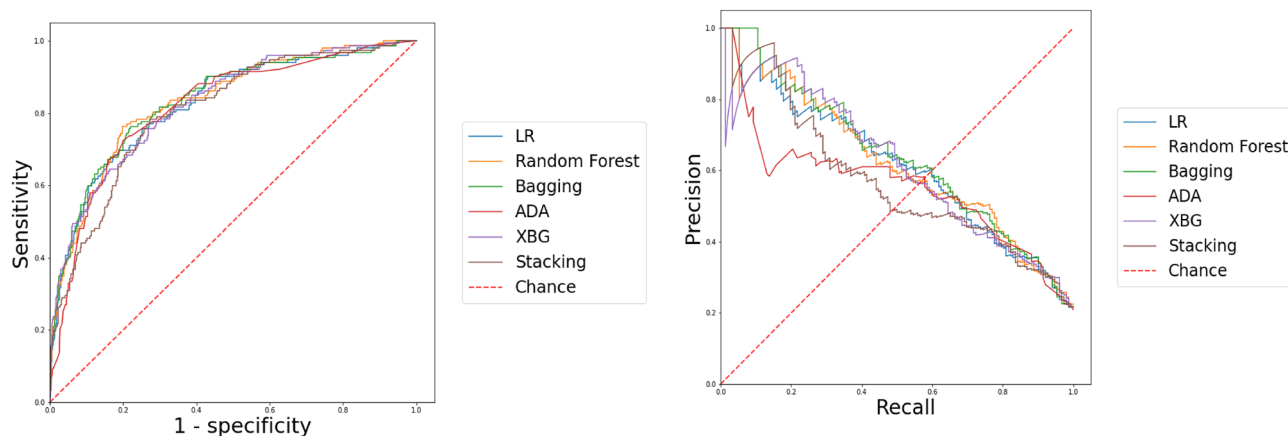 1.0
0.8
0.6
0.4
0.2
0.0
0.0 0.2 0.4 0.6 0.8 1.0
Sensitivity
1 - specificity
LR
Random Forest
Bagging
ADA
XBG
Stacking
Chance
1.0
0.8
0.6
0.4
0.2
0.0
0.0 0.2 0.4 0.6 0.8 1.0
Precision
Recall
LR
Random Forest
Bagging
ADA
XBG
Stacking
Chance